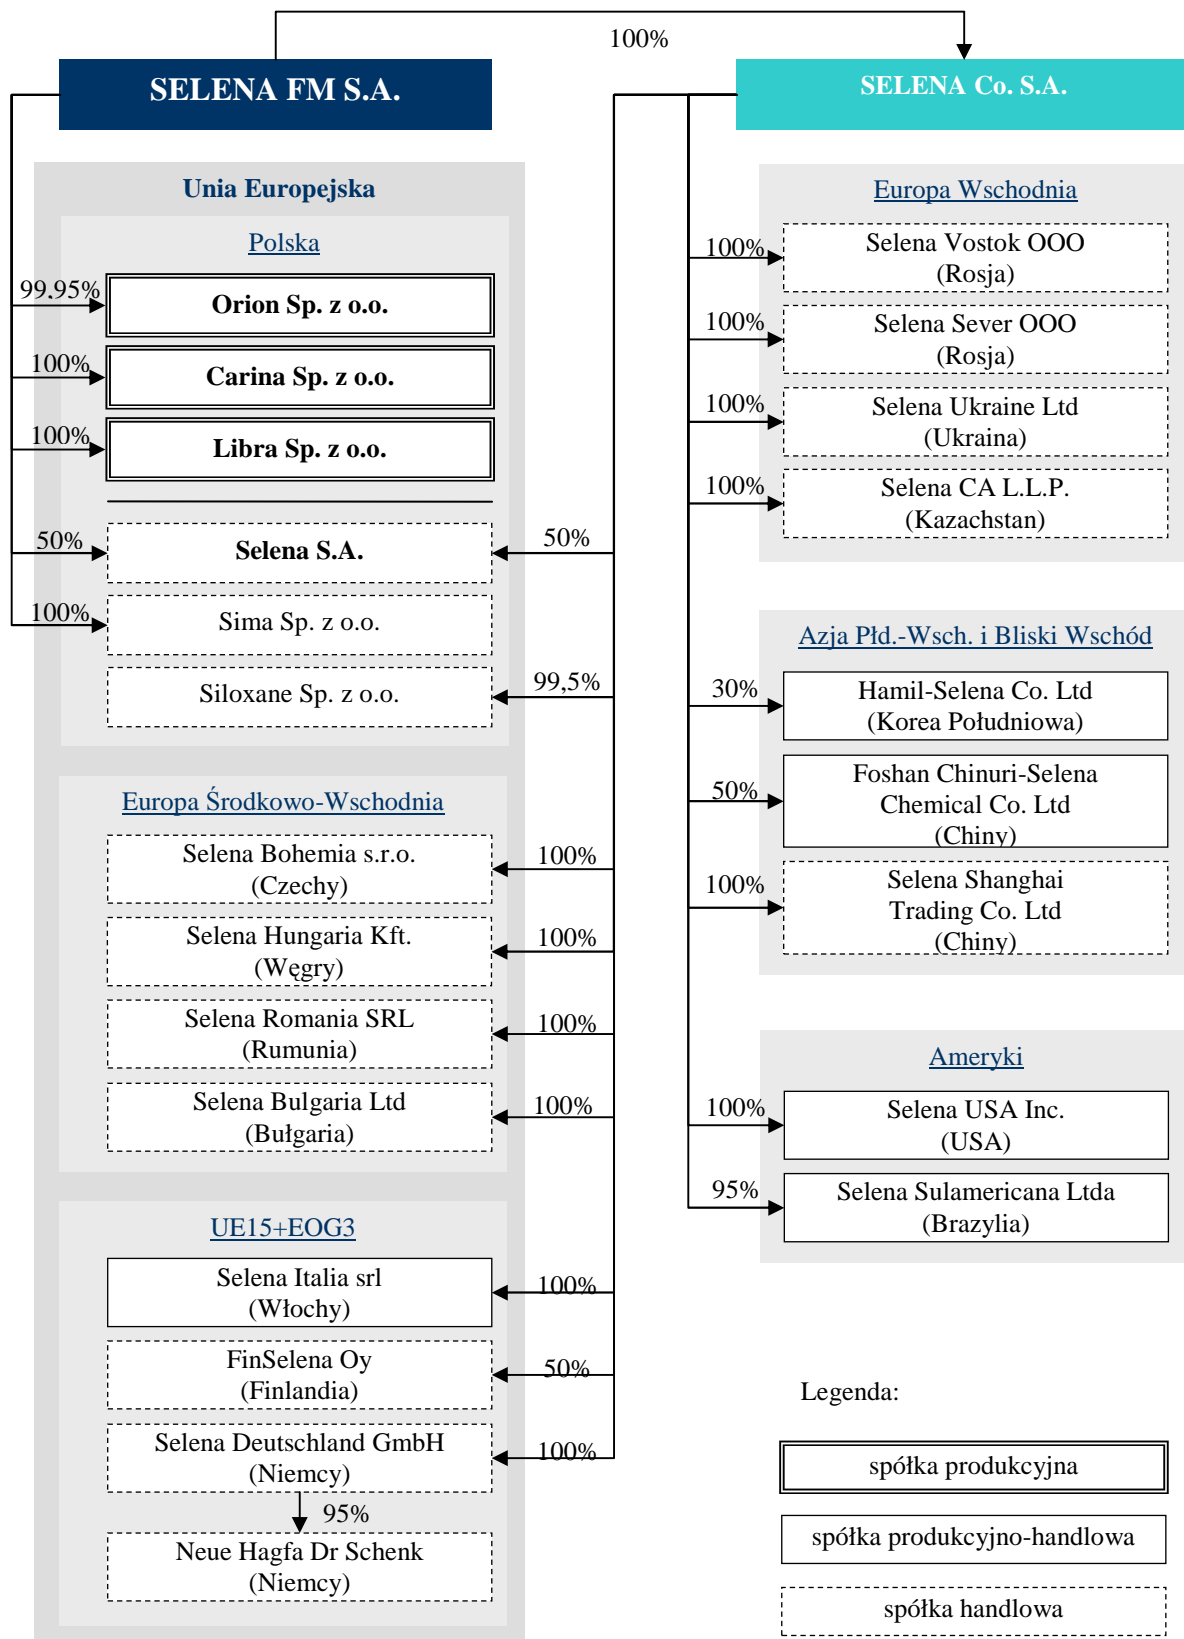 100%
SELENA FM S.A.
SELENA Co. S.A.
Unia Europejska
Polska
99,95%
Orion Sp. z o.o.
100%
Carina Sp. z o.o.
100%
Libra Sp. z o.o.
50%
Selena S.A.
50%
100%
Sima Sp. z o.o.
Siloxane Sp. z o.o.
99,5%
Europa Środkowo-Wschodnia
Selena Bohemia s.r.o.
(Czechy)
100%
Selena Hungaria Kft.
(Węgry)
100%
Selena Romania SRL
(Rumunia)
100%
Selena Bulgaria Ltd
(Bułgaria)
100%
UE15+EOG3
Selena Italia srl
(Włochy)
100%
FinSelena Oy
(Finlandia)
50%
Selena Deutschland GmbH
(Niemcy)
100%
95%
Neue Hagfa Dr Schenk
(Niemcy)
Europa Wschodnia
100%
Selena Vostok OOO
(Rosja)
100%
Selena Sever OOO
(Rosja)
100%
Selena Ukraine Ltd
(Ukraina)
100%
Selena CA L.L.P.
(Kazachstan)
Azja Płd.-Wsch. i Bliski Wschód
30%
Hamil-Selena Co. Ltd
(Korea Południowa)
50%
Foshan Chinuri-Selena
Chemical Co. Ltd
(Chiny)
100%
Selena Shanghai
Trading Co. Ltd
(Chiny)
Ameryki
100%
Selena USA Inc.
(USA)
95%
Selena Sulamericana Ltda
(Brazylia)
Legenda:
spółka produkcyjna
spółka produkcyjno-handlowa
spółka handlowa